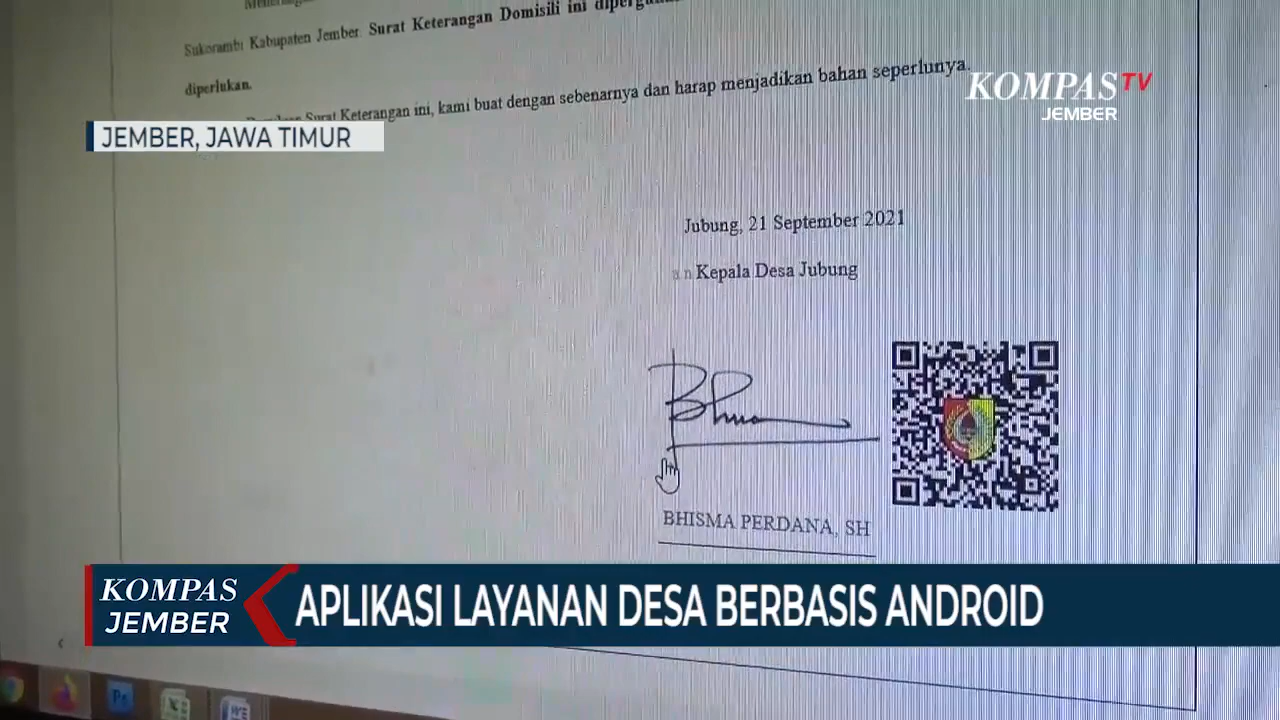 Sukorambi Kabupaten Jember. Surat Keterangan Domisili ini
diperlukan.
Surat Keterangan ini, kami buat dengan sebenarnya dan harap menjadikan bahan seperlunya.
KOMPAS TV
JEMBER
JEMBER, JAWA TIMUR
Jubung, 21 September 2021
a.n Kepala Desa Jubung
BHISMA PERDANA, SH
KOMPAS
JEMBER
APLIKASI LAYANAN DESA BERBASIS ANDROID
Ps